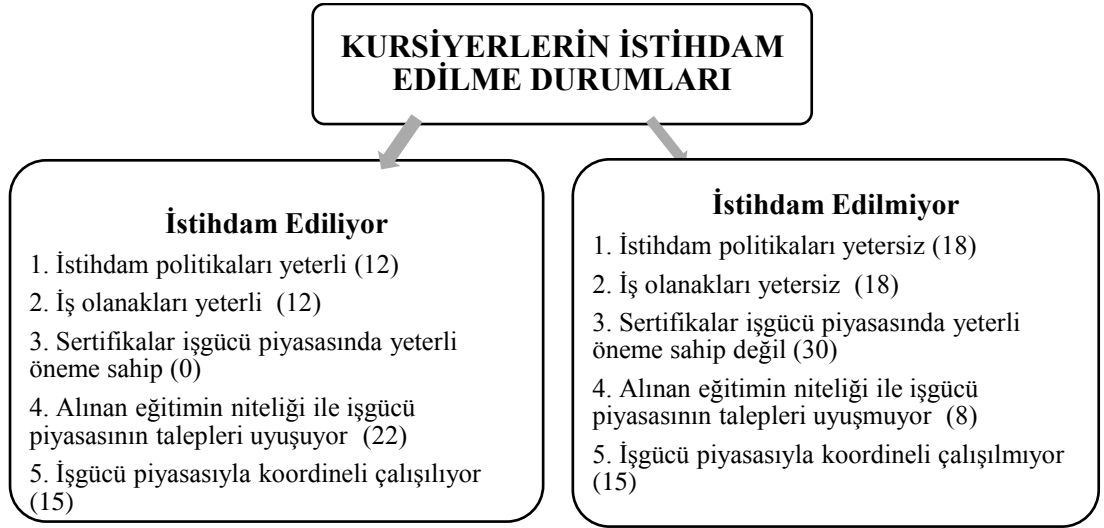 KURSİYERLERİN İSTİHDAM
EDİLME DURUMLARI
İstihdam Ediliyor
1. İstihdam politikaları yeterli (12)
2. İş olanakları yeterli  (12)
3. Sertifikalar işgücü piyasasında yeterli
öneme sahip (0)
4. Alınan eğitimin niteliği ile işgücü
piyasasının talepleri uyuşuyor  (22)
5. İşgücü piyasasıyla koordineli çalışılıyor
(15)
İstihdam Edilmiyor
1. İstihdam politikaları yetersiz (18)
2. İş olanakları yetersiz  (18)
3. Sertifikalar işgücü piyasasında yeterli
öneme sahip değil (30)
4. Alınan eğitimin niteliği ile işgücü
piyasasının talepleri uyuşmuyor  (8)
5. İşgücü piyasasıyla koordineli çalışılmıyor
(15)